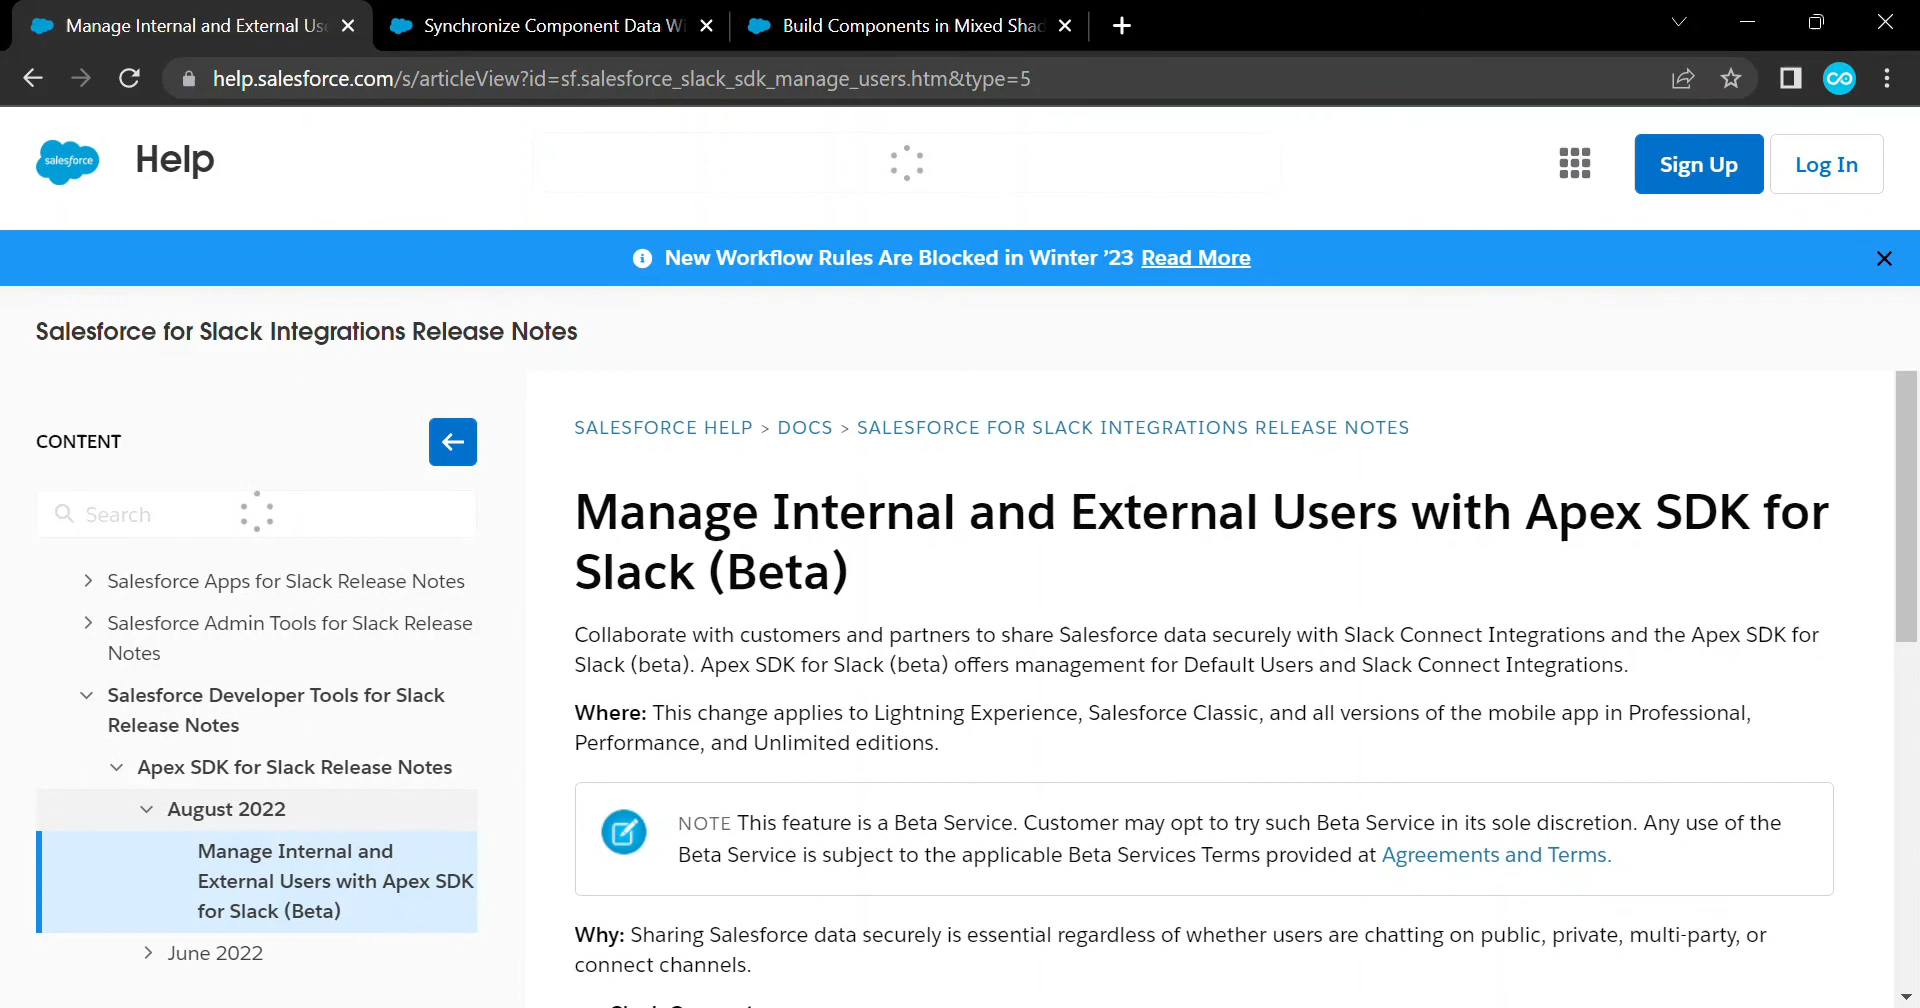 Manage Internal and External Us
Synchronize Component Data Wi
Build Components in Mixed Shad
help.salesforce.com/s/articleView?id=sf.salesforce_slack_sdk_manage_users.htm&type=5
salesforce
Help
Sign Up
Log In
New Workflow Rules Are Blocked in Winter ’23 Read More
Salesforce for Slack Integrations Release Notes
CONTENT
Search
Salesforce Apps for Slack Release Notes
Salesforce Admin Tools for Slack Release
Notes
Salesforce Developer Tools for Slack
Release Notes
Apex SDK for Slack Release Notes
August 2022
Manage Internal and
External Users with Apex SDK
for Slack (Beta)
June 2022
SALESFORCE HELP > DOCS > SALESFORCE FOR SLACK INTEGRATIONS RELEASE NOTES
Manage Internal and External Users with Apex SDK for
Slack (Beta)
Collaborate with customers and partners to share Salesforce data securely with Slack Connect Integrations and the Apex SDK for
Slack (beta). Apex SDK for Slack (beta) offers management for Default Users and Slack Connect Integrations.
Where: This change applies to Lightning Experience, Salesforce Classic, and all versions of the mobile app in Professional,
Performance, and Unlimited editions.
NOTE This feature is a Beta Service. Customer may opt to try such Beta Service in its sole discretion. Any use of the
Beta Service is subject to the applicable Beta Services Terms provided at Agreements and Terms.
Why: Sharing Salesforce data securely is essential regardless of whether users are chatting on public, private, multi-party, or
connect channels.